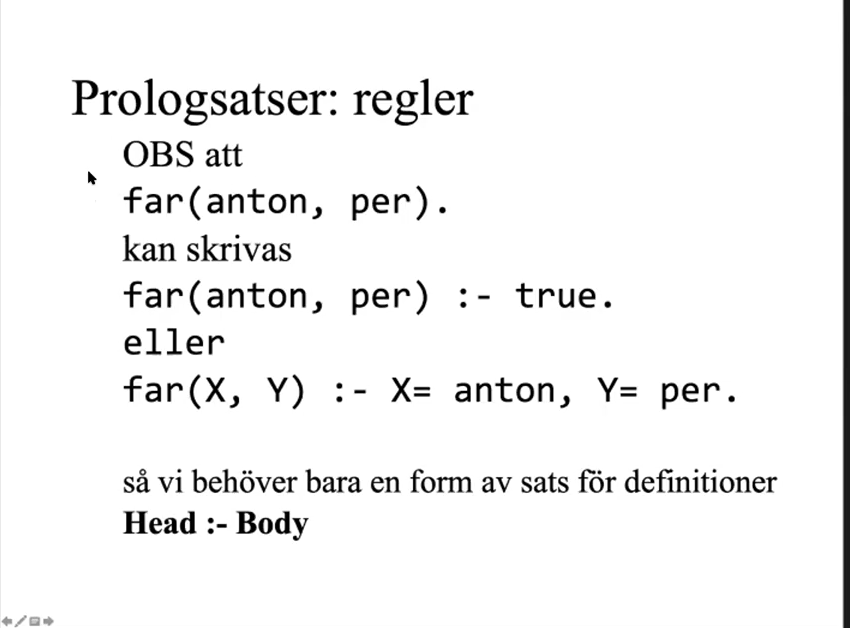 Prologsatser: regler
OBS att
far(anton, per).
kan skrivas
far(anton, per) :- true.
eller
far(X, Y) :- X= anton, Y= per.
så vi behöver bara en form av sats för definitioner
Head :- Body